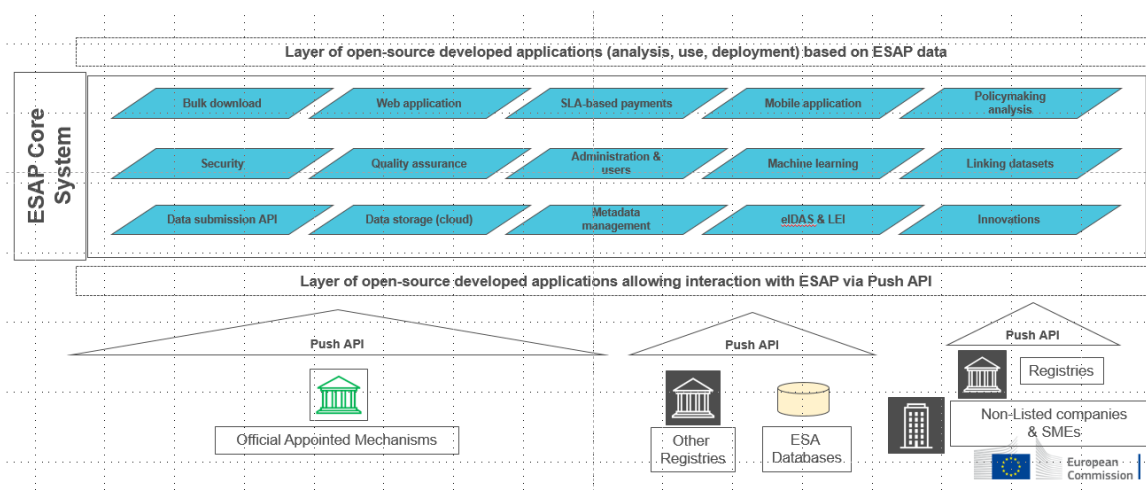 Layer of open-source developed applications (analysis, use, deployment) based on ESAP data
ESAP Core
System
Bulk download
Web application
SLA-based payments
Mobile application
Policymaking
analysis
Security
Quality assurance
Administration &
users
Machine learning
Linking datasets
Data submission API
Data storage (cloud)
Metadata
management
eIDAS & LEI
Innovations
Layer of open-source developed applications allowing interaction with ESAP via Push API
Push API
Push API
Push API
Official Appointed Mechanisms
Other
Registries
ESA
Databases
Registries
Non-Listed companies
& SMEs
European
Commission